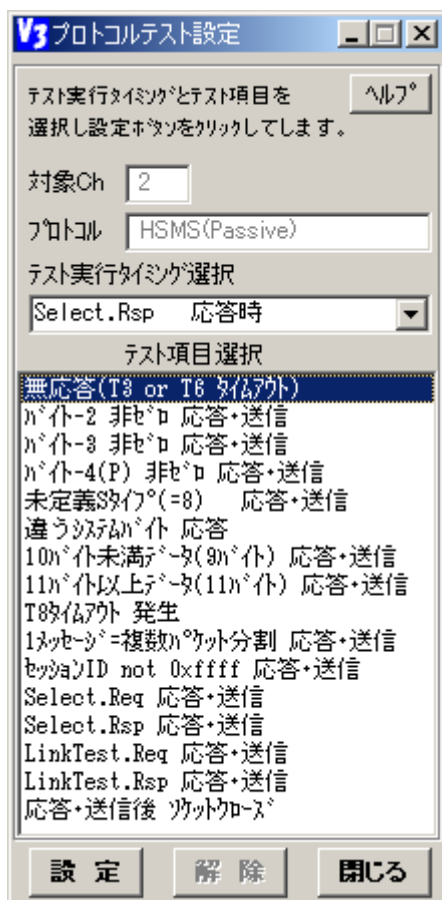 V3 プロトコルテスト設定
ﾃｽﾄ実行ﾀｲﾐﾝｸﾞとﾃｽﾄ項目を
選択し設定ﾎﾞﾀﾝをｸﾘｯｸしてします。
ﾍﾙﾌﾟ
対象Ch 2
ﾌﾟﾛﾄｺﾙ HSMS(Passive)
ﾃｽﾄ実行ﾀｲﾐﾝｸﾞ選択
Select.Rsp 応答時
ﾃｽﾄ項目選択
無応答(T3 or T6 ﾀｲﾑｱｳﾄ)
ﾊﾞｲﾄ-2 非ｾﾞﾛ 応答･送信
ﾊﾞｲﾄ-3 非ｾﾞﾛ 応答･送信
ﾊﾞｲﾄ-4(P) 非ｾﾞﾛ 応答･送信
未定義Sﾀｲﾌﾟ(=8) 応答･送信
違うｼｽﾃﾑﾊﾞｲﾄ 応答
10ﾊﾞｲﾄ未満ﾃﾞｰﾀ(9ﾊﾞｲﾄ) 応答･送信
11ﾊﾞｲﾄ以上ﾃﾞｰﾀ(11ﾊﾞｲﾄ) 応答･送信
T8ﾀｲﾑｱｳﾄ 発生
1ﾒｯｾｰｼﾞ=複数ﾊﾟｹｯﾄ分割 応答･送信
ｾｯｼｮﾝID not 0xffff 応答･送信
Select.Req 応答･送信
Select.Rsp 応答･送信
LinkTest.Req 応答･送信
LinkTest.Rsp 応答･送信
応答･送信後 ｿｹｯﾄｸﾛｰｽﾞ
設 定 解 除 閉じる